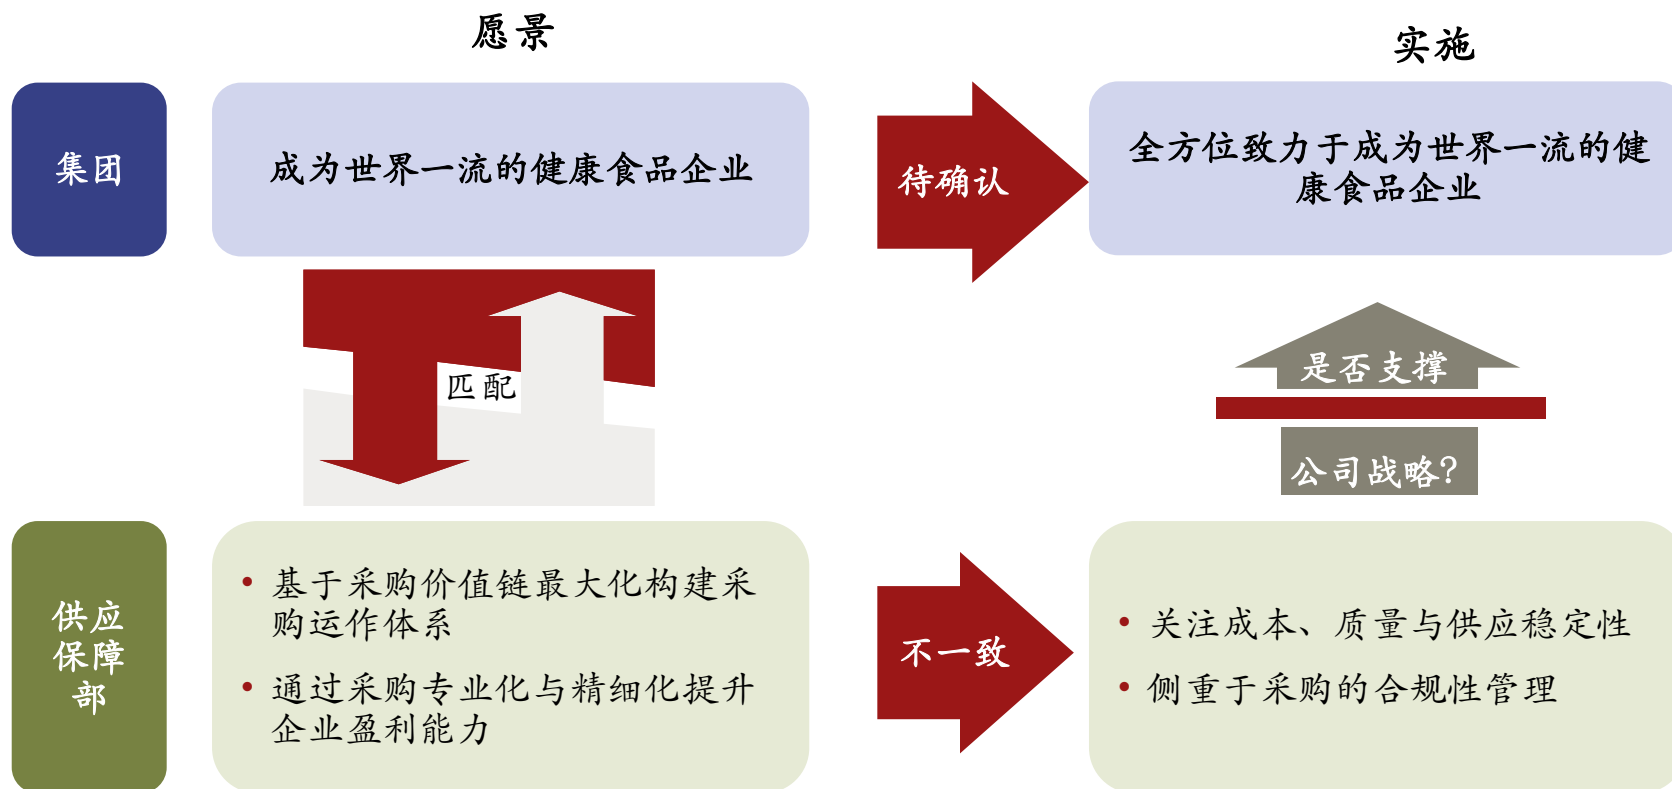 愿景
实施
集团
成为世界一流的健康食品企业
待确认
全方位致力于成为世界一流的健
康食品企业
匹配
是否支撑
公司战略?
供应
保障
部
• 基于采购价值链最大化构建采
购运作体系
• 通过采购专业化与精细化提升
企业盈利能力
不一致
• 关注成本、质量与供应稳定性
• 侧重于采购的合规性管理